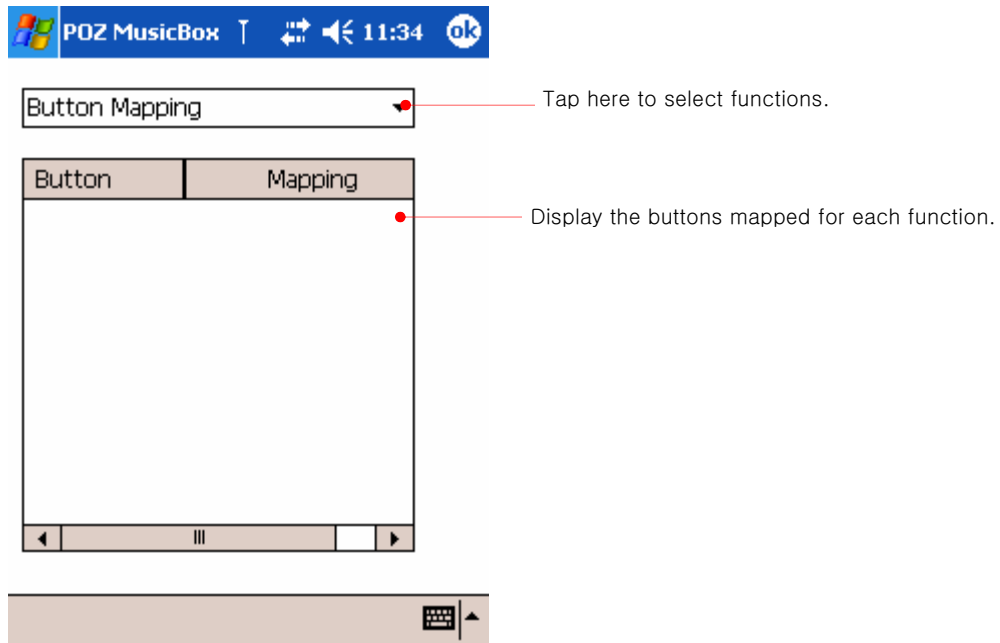 POZ MusicBox 11:34 ok
Button Mapping
Tap here to select functions.
Button Mapping
Display the buttons mapped for each function.